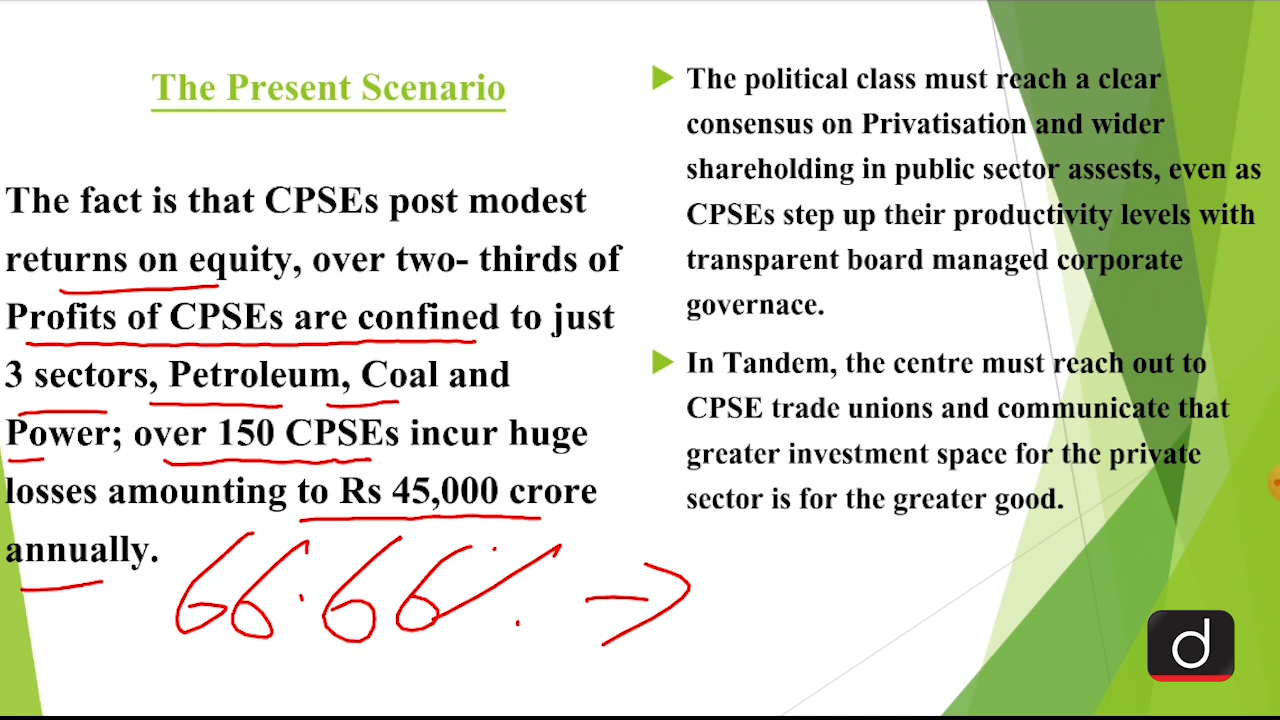 The Present Scenario
The fact is that CPSEs post modest
returns on equity, over two- thirds of
Profits of CPSEs are confined to just
3 sectors, Petroleum, Coal and
Power; over 150 CPSEs incur huge
losses amounting to Rs 45,000 crore
annually.
66.66%
The political class must reach a clear
consensus on Privatisation and wider
shareholding in public sector assests, even as
CPSEs step up their productivity levels with
transparent board managed corporate
governace.
In Tandem, the centre must reach out to
CPSE trade unions and communicate that
greater investment space for the private
sector is for the greater good.
d